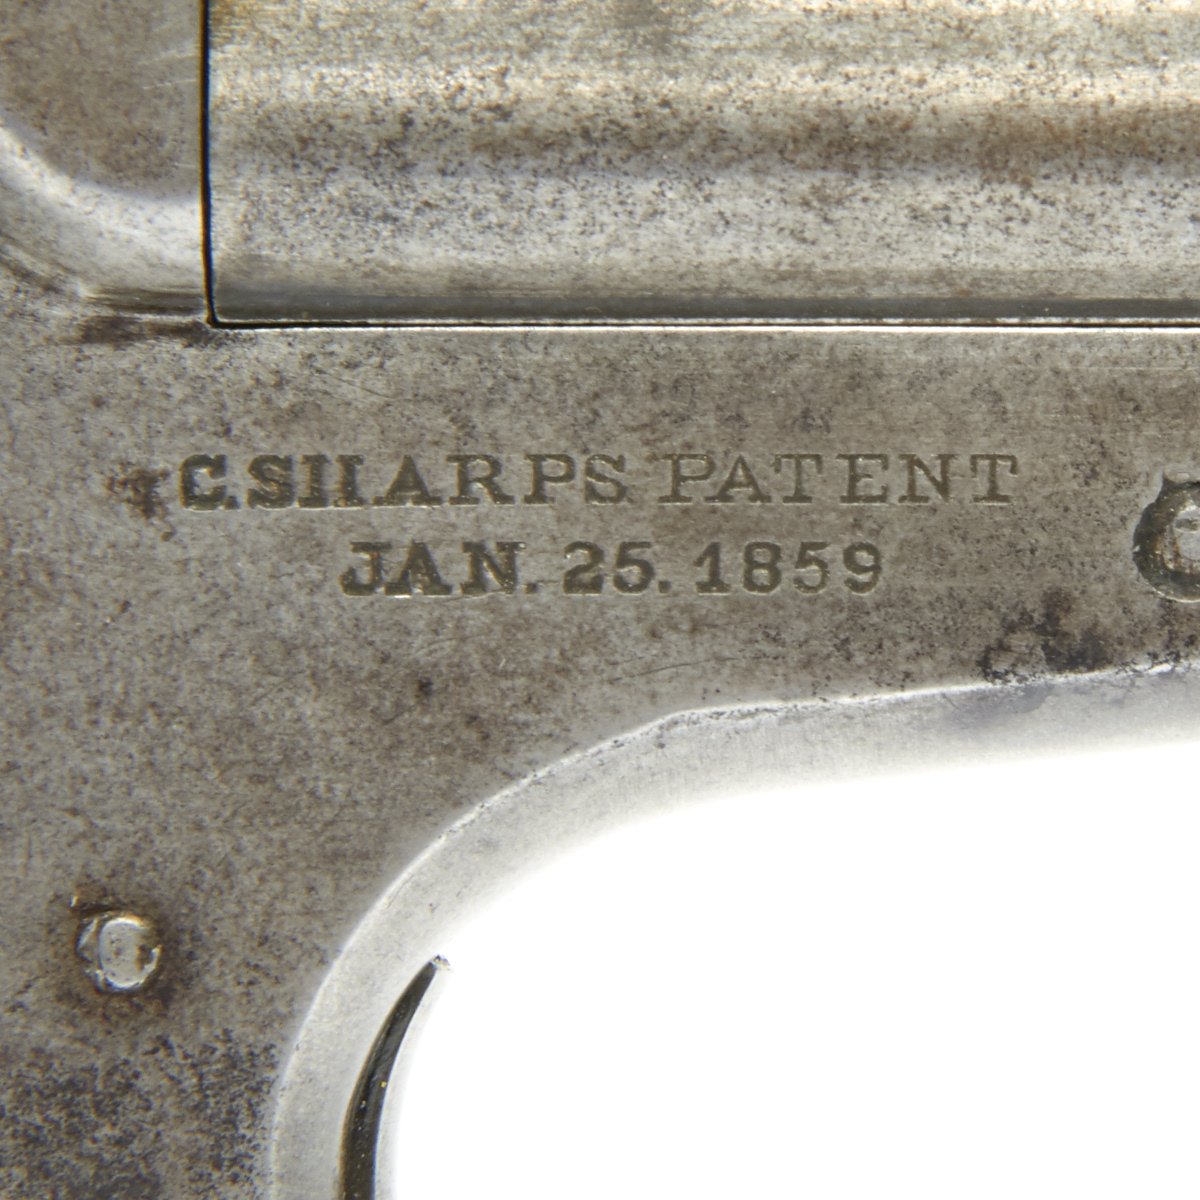 C. SHARPS PATENT
JAN. 25. 1859